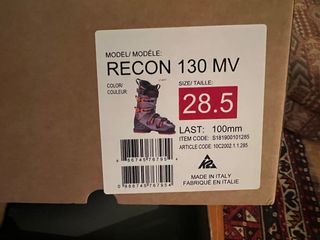 MODEL/ MODÈLE:
RECON 130 MV
COLOR/
COULEUR:
SIZE/ TAILLE:
28.5
LAST: 100mm
ITEM CODE: S181900101285
ARTICLE CODE: 10C2002.1.1.285
K2
MADE IN ITALY
FABRIQUÉ EN ITALIE